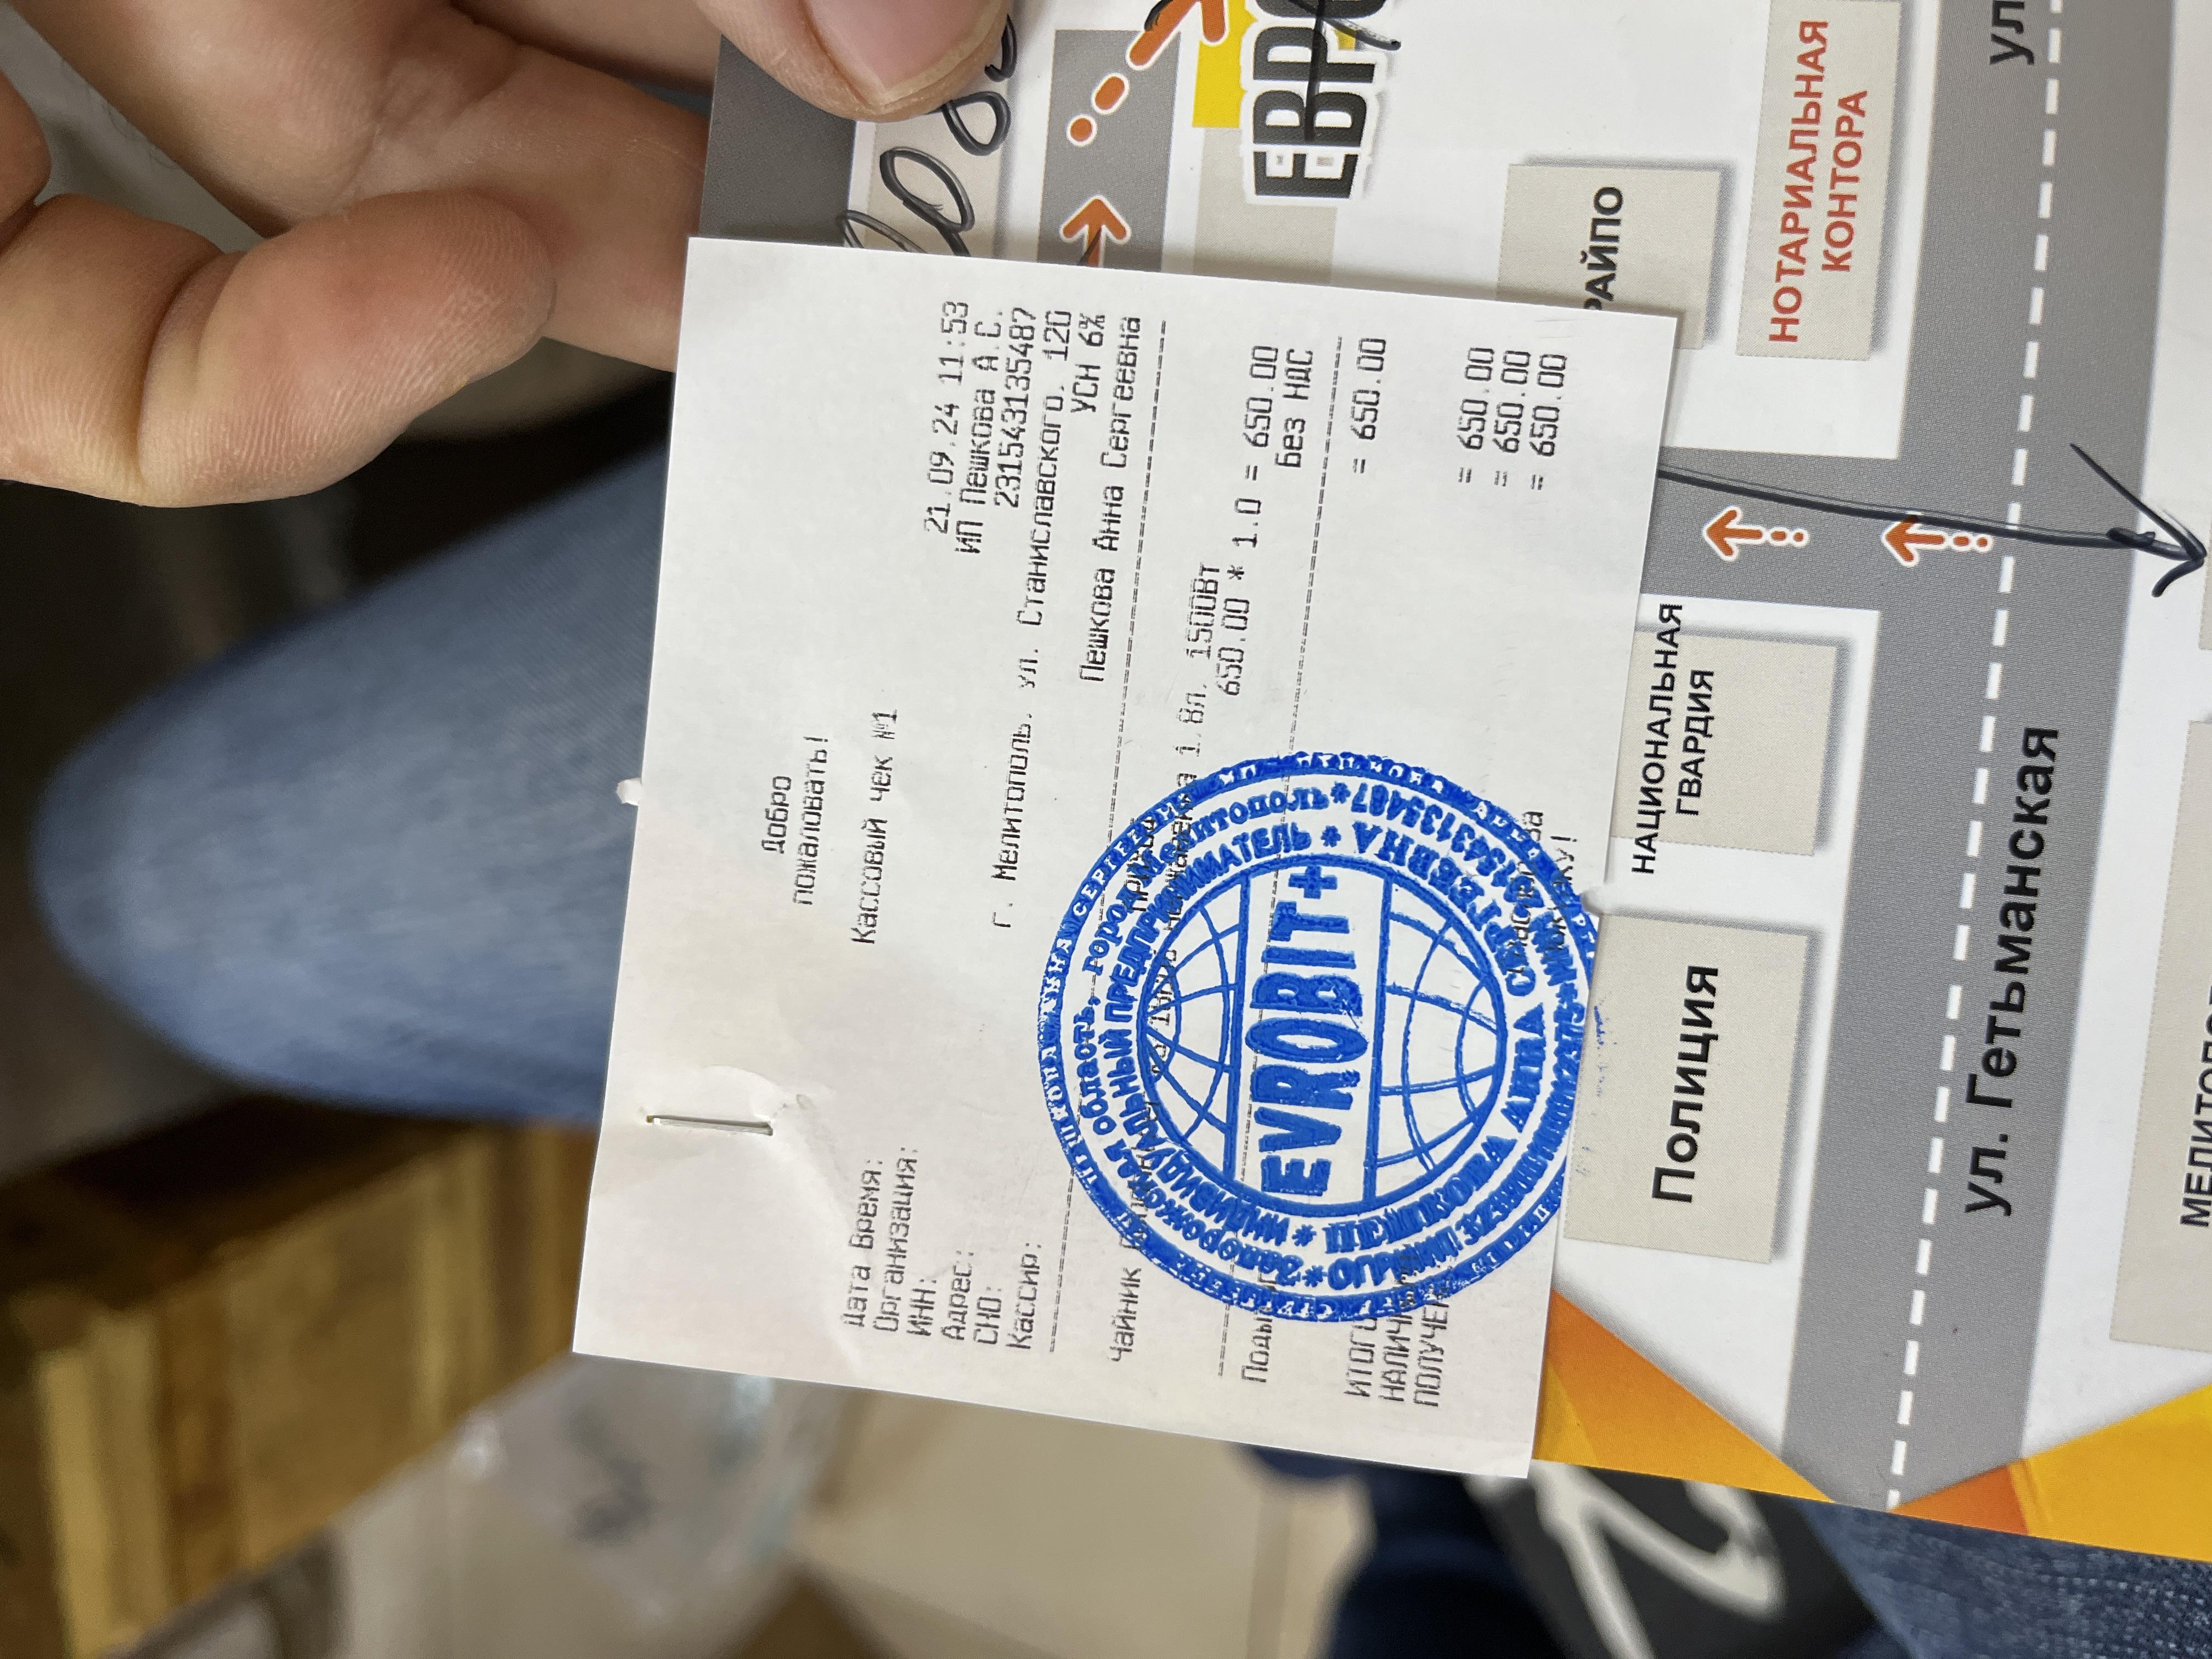 Добро
пожаловать!
Кассовый чек №1
Дата Время: 21.09.24 11:53
Организация: ИП Пешкова А.С.
ИНН: 231543135487
Адрес: г. Мелитополь. ул. Станиславского. 120
СНО: УСН 6%
Кассир: Пешкова Анна Сергеевна
Чайник 1.8л. 1500Вт
650.00 * 1.0 = 650.00
Без НДС
= 650.00
ИТОГ = 650.00
= 650.00
= 650.00
EVROBIT+
ИНДИВИДУАЛЬНЫЙ ПРЕДПРИНИМАТЕЛЬ *
ПЕШКОВА АННА СЕРГЕЕВНА
РАЙПО
НОТАРИАЛЬНАЯ
КОНТОРА
НАЦИОНАЛЬНАЯ
ГВАРДИЯ
Полиция
ул. Гетьманская
ул